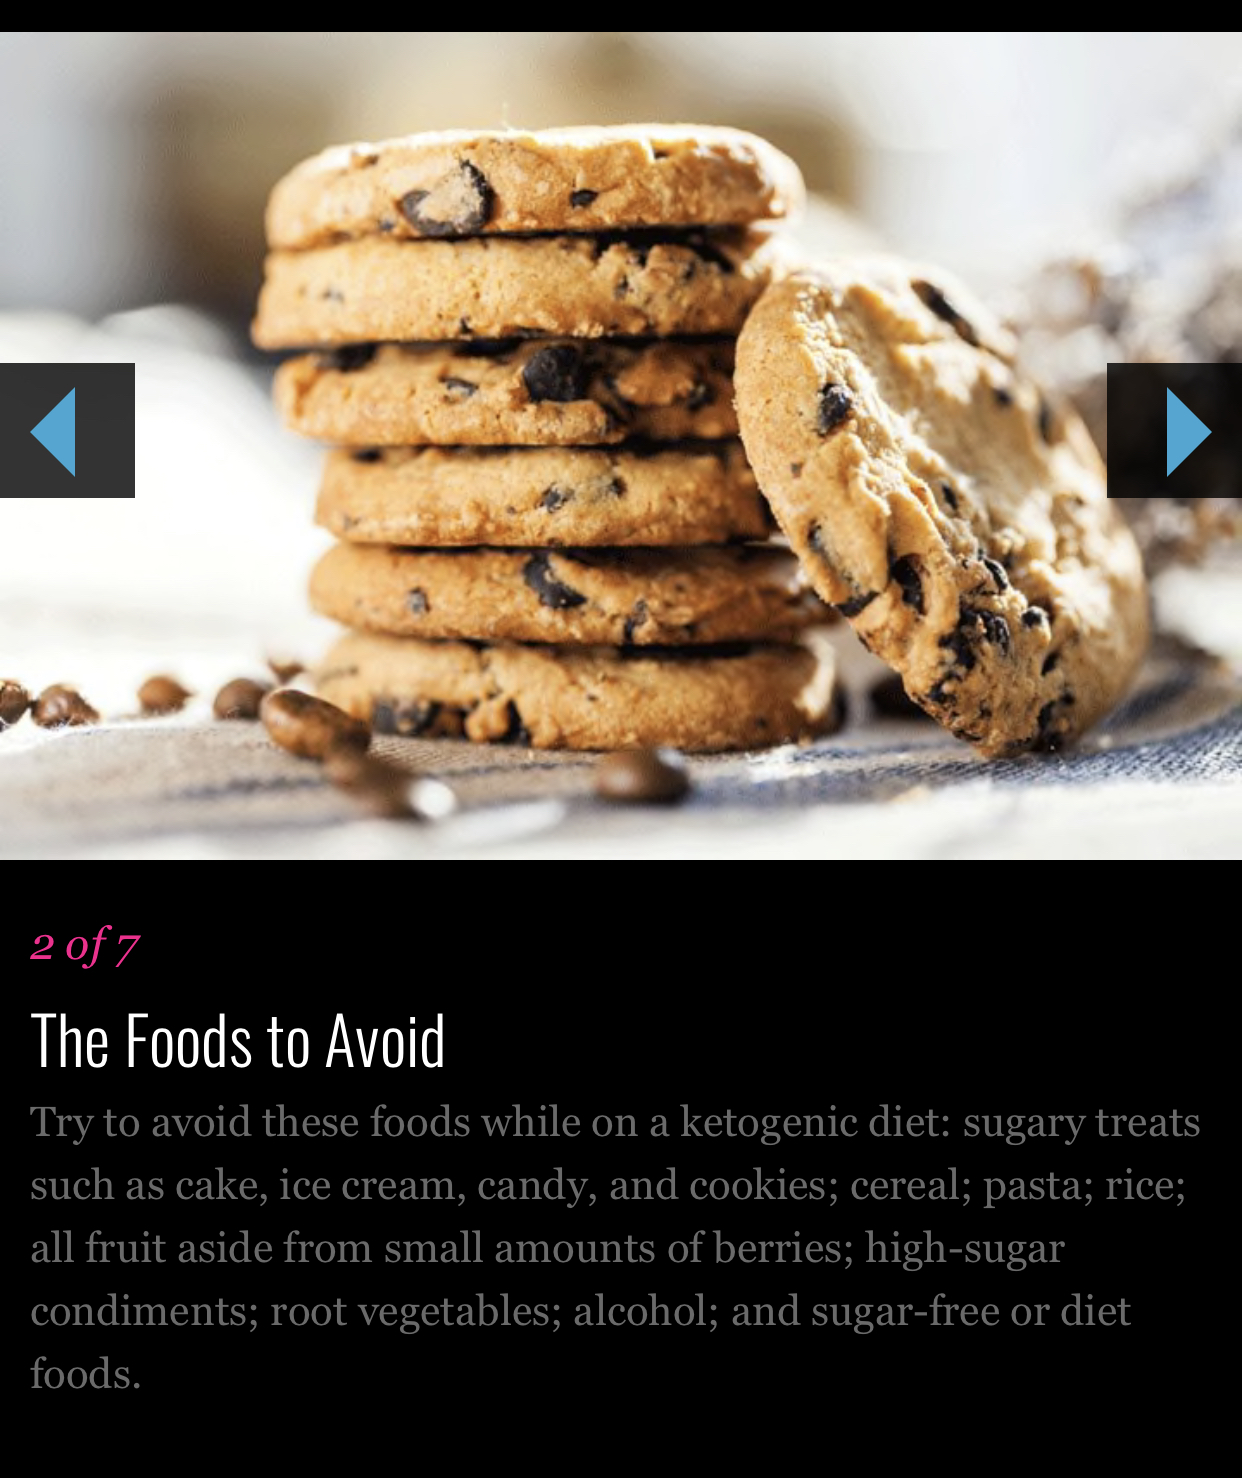 2 of 7
The Foods to Avoid
Try to avoid these foods while on a ketogenic diet: sugary treats
such as cake, ice cream, candy, and cookies; cereal; pasta; rice;
all fruit aside from small amounts of berries; high-sugar
condiments; root vegetables; alcohol; and sugar-free or diet
foods.